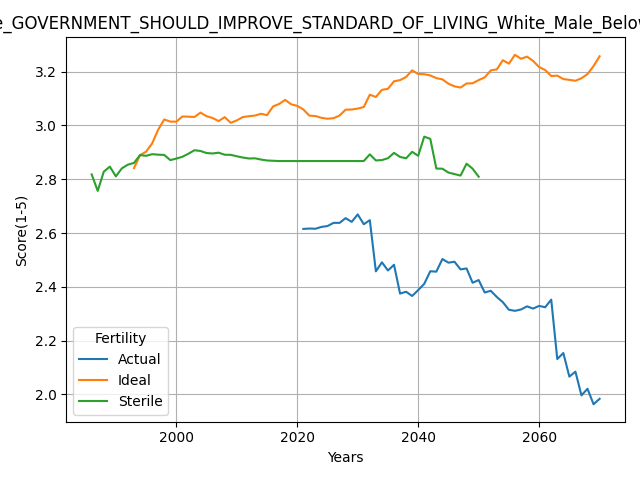 e_GOVERNMENT_SHOULD_IMPROVE_STANDARD_OF_LIVING_White_Male_Belov
3.2
3.0
2.8
2.6
2.4
2.2
2.0
Score(1-5)
Fertility
Actual
Ideal
Sterile
2000
2020
2040
2060
Years